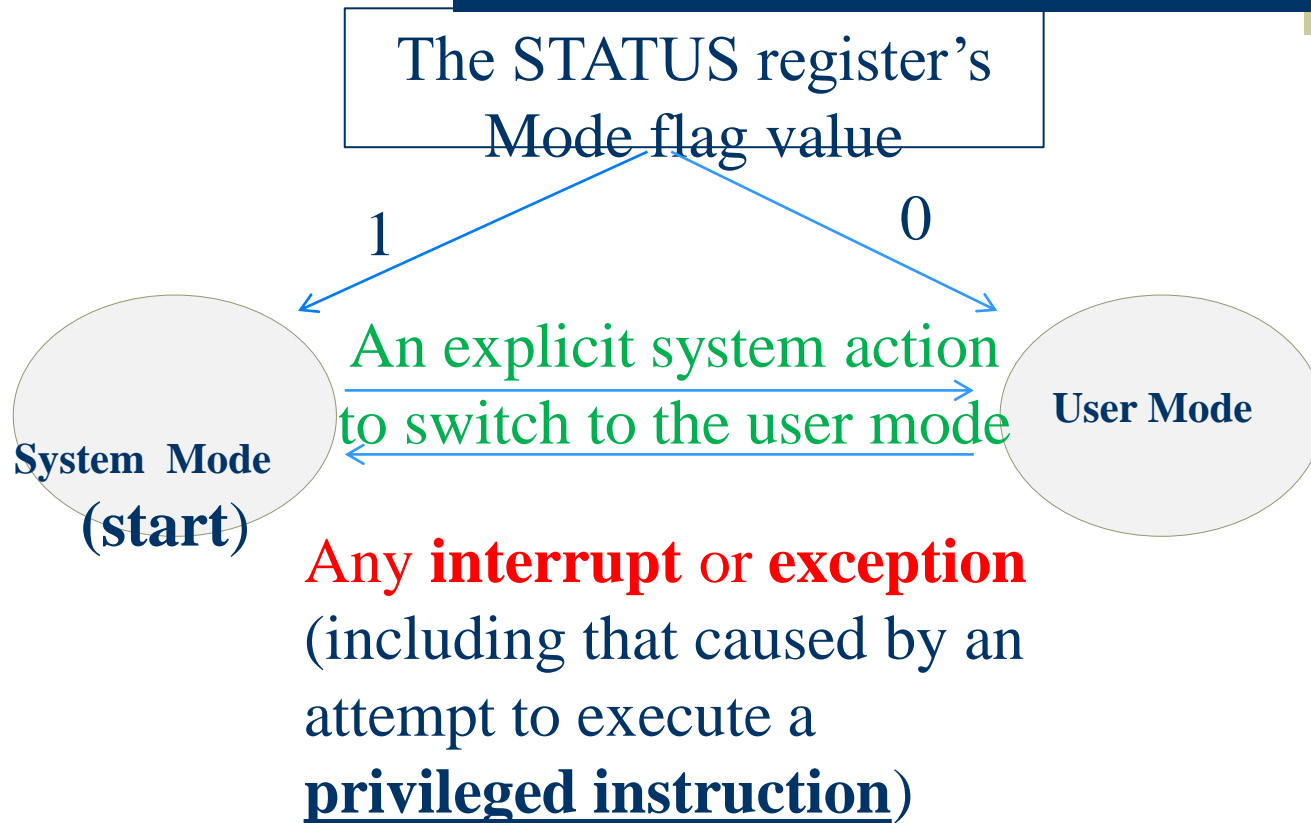 The STATUS register’s
Mode flag value
1
0
An explicit system action
to switch to the user mode
User Mode
System Mode
(start)
Any interrupt or exception
(including that caused by an
attempt to execute a
privileged instruction)